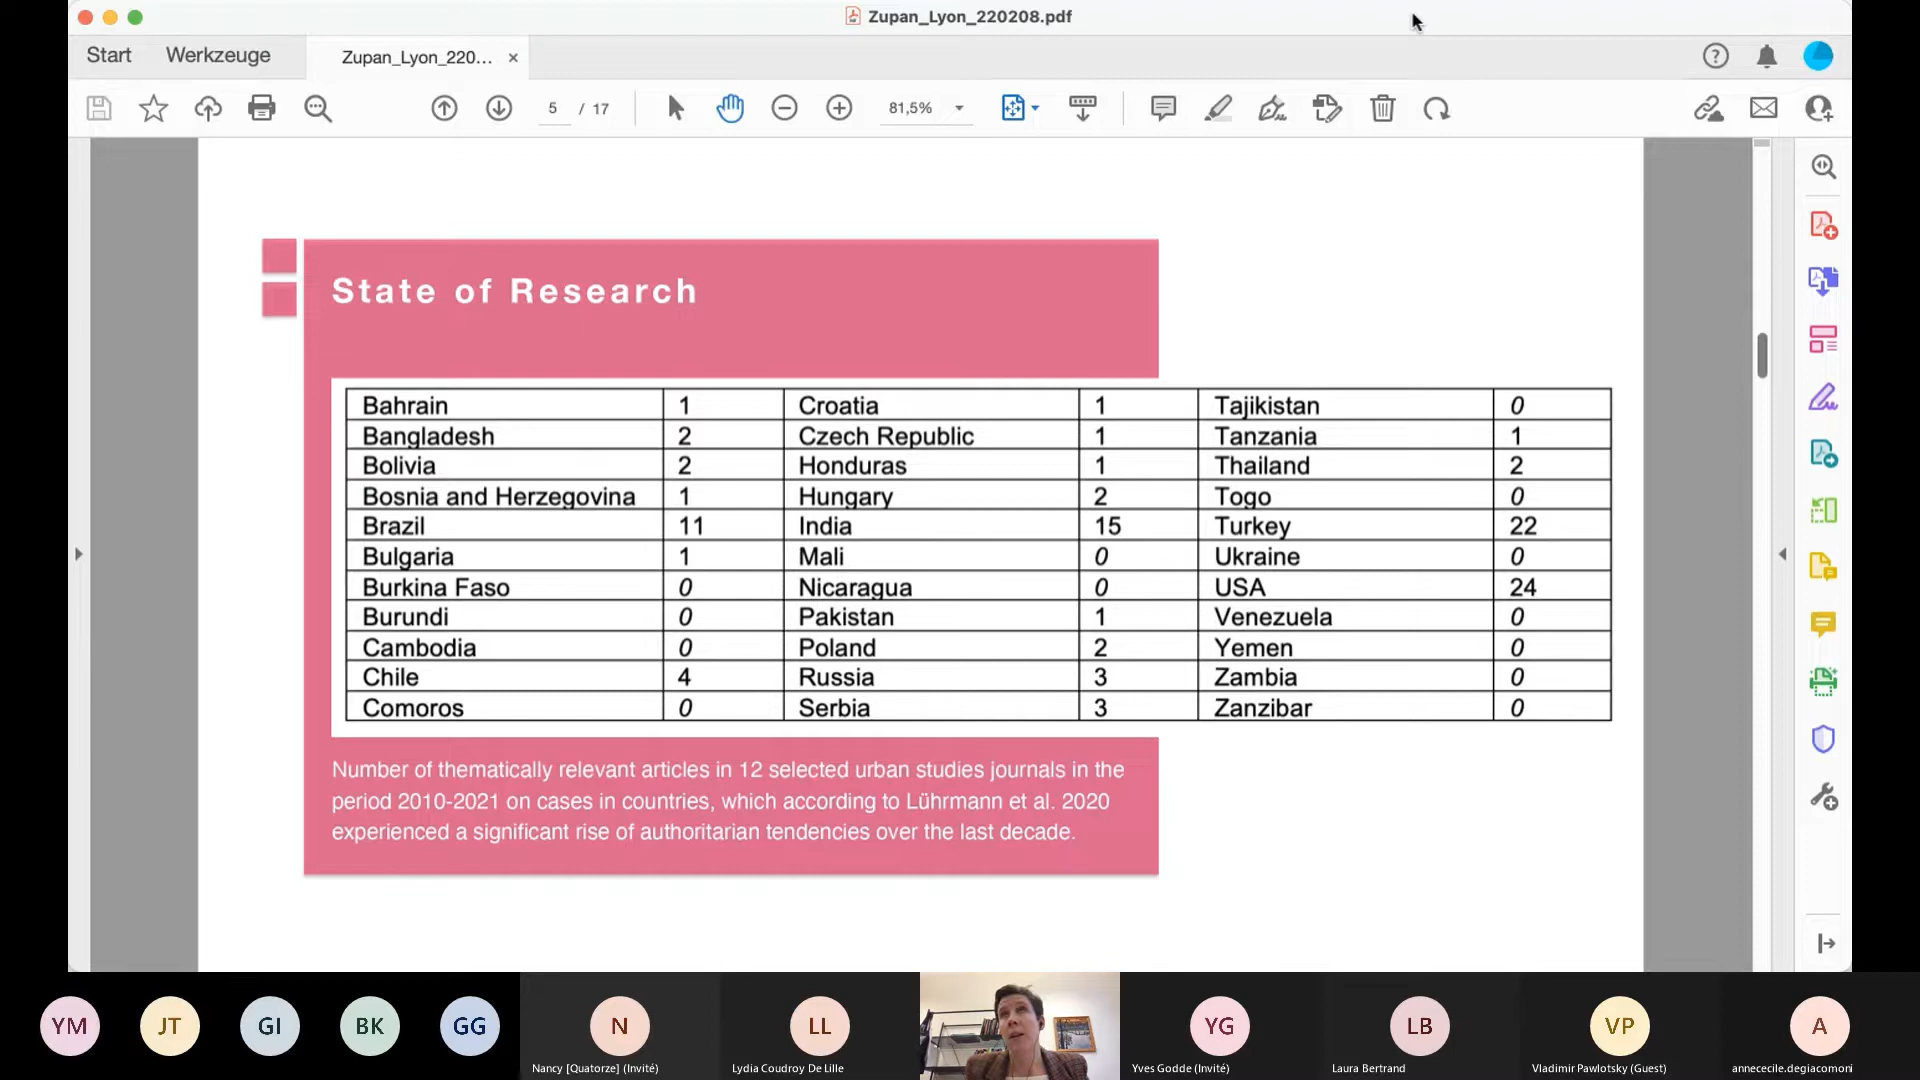 Zupan_Lyon_220208.pdf
Start Werkzeuge Zupan_Lyon_220... ×
5 / 17 81,5%
State of Research
Bahrain 1 Croatia 1 Tajikistan 0
Bangladesh 2 Czech Republic 1 Tanzania 1
Bolivia 2 Honduras 1 Thailand 2
Bosnia and Herzegovina 1 Hungary 2 Togo 0
Brazil 11 India 15 Turkey 22
Bulgaria 1 Mali 0 Ukraine 0
Burkina Faso 0 Nicaragua 0 USA 24
Burundi 0 Pakistan 1 Venezuela 0
Cambodia 0 Poland 2 Yemen 0
Chile 4 Russia 3 Zambia 0
Comoros 0 Serbia 3 Zanzibar 0
Number of thematically relevant articles in 12 selected urban studies journals in the
period 2010-2021 on cases in countries, which according to Lührmann et al. 2020
experienced a significant rise of authoritarian tendencies over the last decade.
YM JT GI BK GG N LL YG LB VP A
Nancy [Quatorze] (Invité) Lydia Coudroy De Lille Yves Godde (Invité) Laura Bertrand Vladimir Pawlotsky (Guest) annececile.degiacomoni